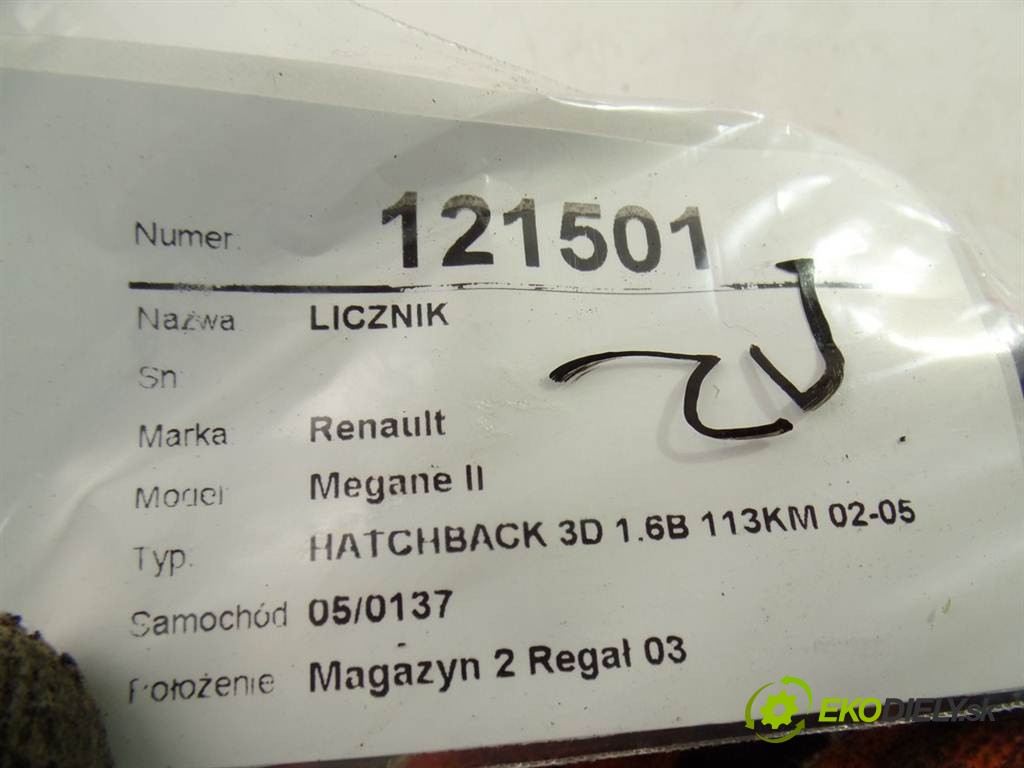 Numer: 121501
Nazwa LICZNIK
Sn
Marka Renault
Model Megane II
Typ. HATCHBACK 3D 1.6B 113KM 02-05
Samochód 05/0137
Położenie Magazyn 2 Regał 03
EKODIELY.sk